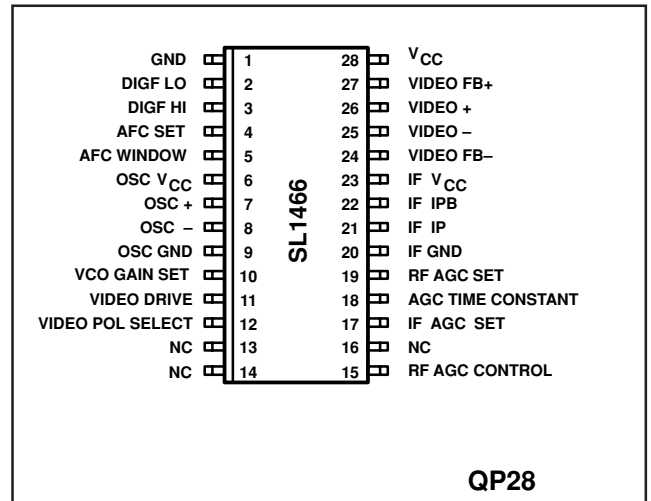 GND 1 28 VCC
DIGF LO 2 27 VIDEO FB+
DIGF HI 3 26 VIDEO +
AFC SET 4 25 VIDEO –
AFC WINDOW 5 24 VIDEO FB–
OSC VCC 6 23 IF VCC
OSC + 7 22 IF IPB
OSC – 8 21 IF IP
OSC GND 9 20 IF GND
VCO GAIN SET 10 19 RF AGC SET
VIDEO DRIVE 11 18 AGC TIME CONSTANT
VIDEO POL SELECT 12 17 IF AGC SET
NC 13 16 NC
NC 14 15 RF AGC CONTROL
SL1466
QP28